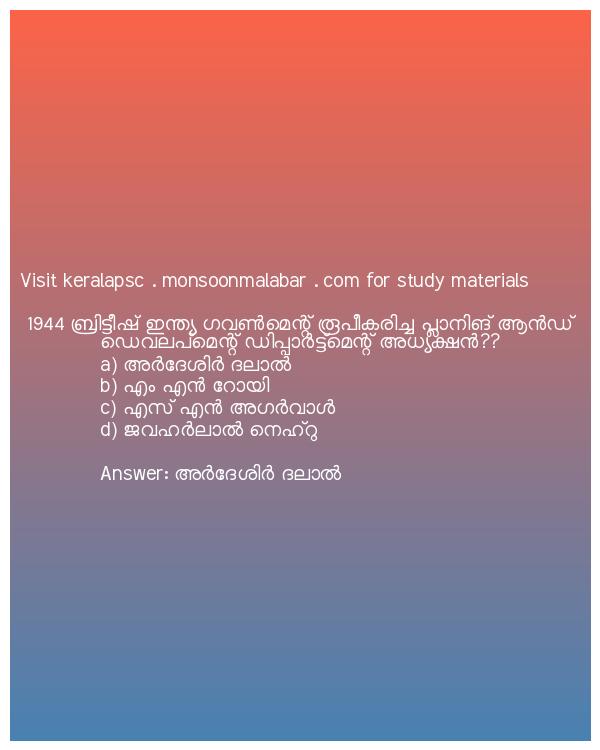 Visit keralapsc . monsoonmalabar . com for study materials
1944 ബ്രിട്ടീഷ് ഇന്ത്യ ഗവൺമെന്റ് രൂപീകരിച്ച പ്ലാനിങ് ആൻഡ്
ഡെവലപ്മെന്റ് ഡിപ്പാർട്ട്മെന്റ് അധ്യക്ഷൻ??
a) അർദേശിർ ദലാൽ
b) എം എൻ റോയി
c) എസ് എൻ അഗർവാൾ
d) ജവഹർലാൽ നെഹ്റു
Answer: അർദേശിർ ദലാൽ